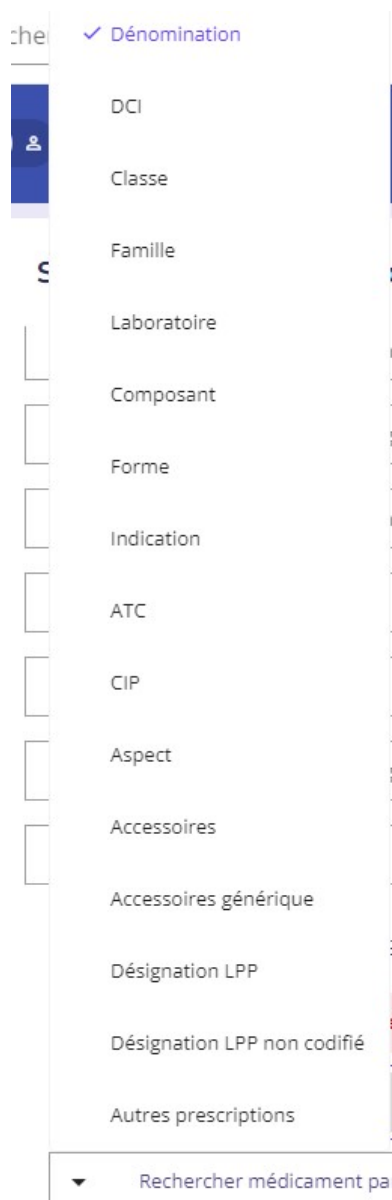 Dénomination
DCI
Classe
Famille
Laboratoire
Composant
Forme
Indication
ATC
CIP
Aspect
Accessoires
Accessoires générique
Désignation LPP
Désignation LPP non codifié
Autres prescriptions
Rechercher médicament pa